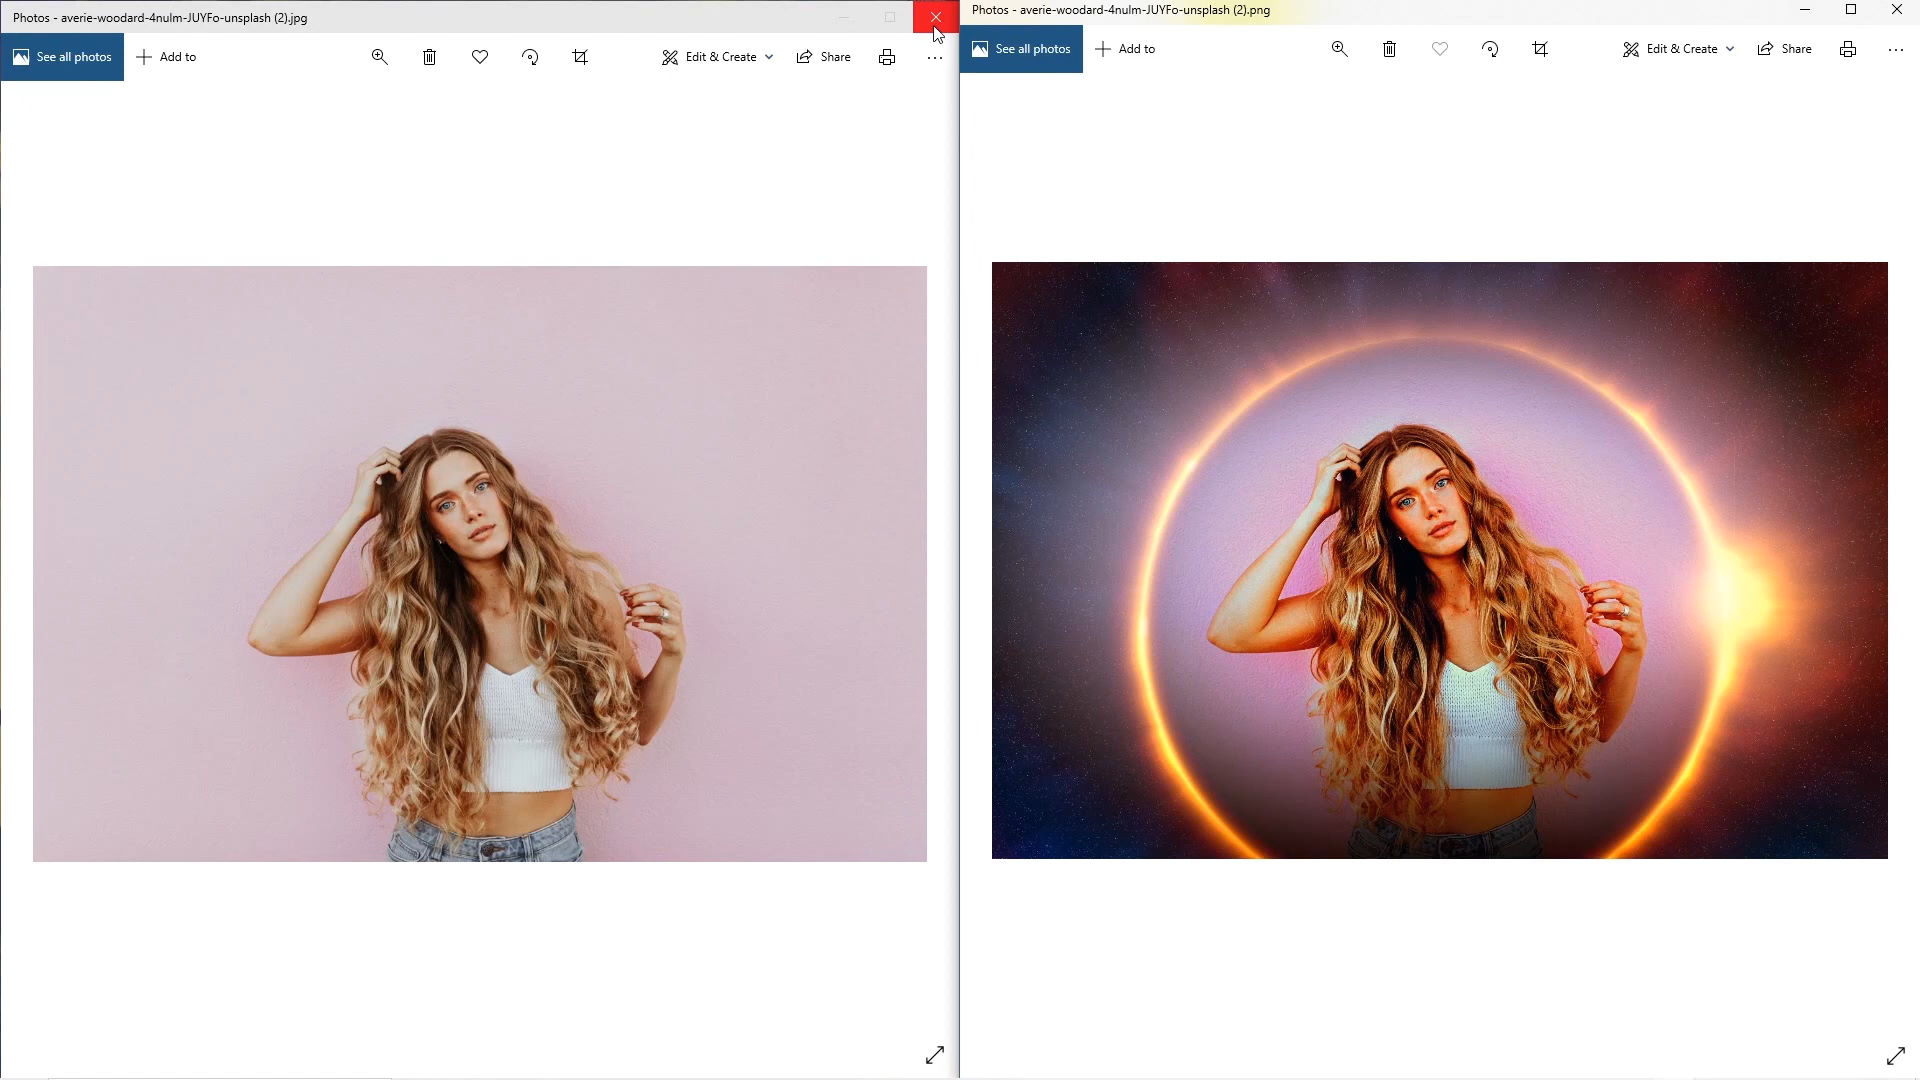 Photos - averie-woodard-4nulm-JUYFo-unsplash (2).jpg
See all photos
Add to
Edit & Create
Share
Photos - averie-woodard-4nulm-JUYFo-unsplash (2).png
See all photos
Add to
Edit & Create
Share